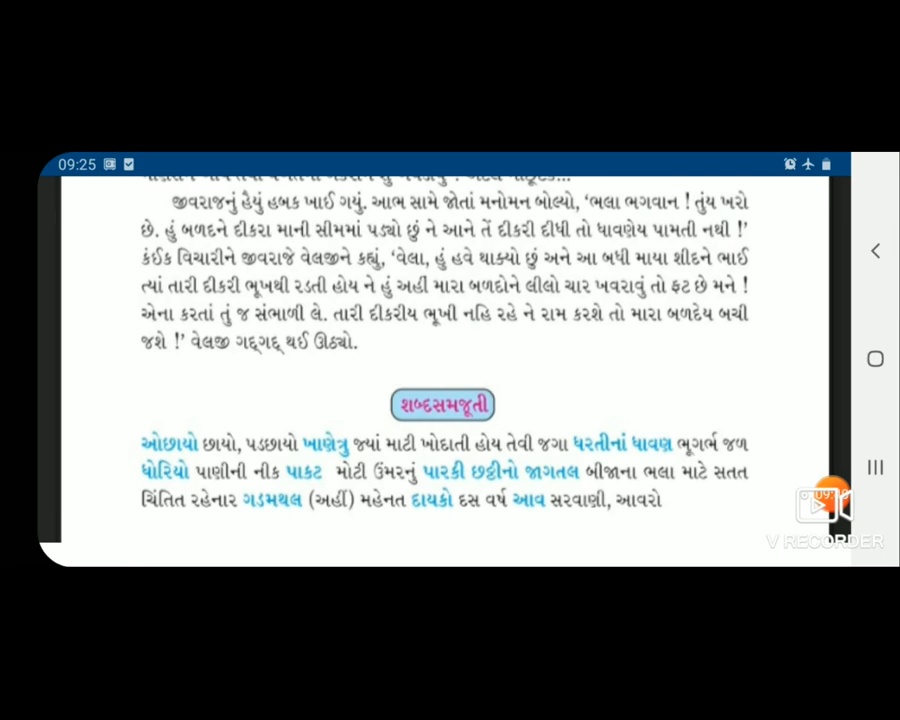 09:25
જીવરાજનું હૈયું હબક ખાઈ ગયું. આભ સામે જોતાં મનોમન બોલ્યો, ‘ભલા ભગવાન ! તુંય ખરો
છે. હું બળદને દીકરા માની સીમમાં પડ્યો છું ને આને તેં દીકરી દીધી તો ધાવણેય પામતી નથી !’
કંઈક વિચારીને જીવરાજે વેલજીને કહ્યું, ‘વેલા, હું હવે થાક્યો છું અને આ બધી માયા શીદને ભાઈ
ત્યાં તારી દીકરી ભૂખથી રડતી હોય ને હું અહીં મારા બળદોને લીલો ચાર ખવરાવું તો ફટ છે મને !
એના કરતાં તું જ સંભાળી લે. તારી દીકરીય ભૂખી નહિ રહે ને રામ કરશે તો મારા બળદેય બચી
જશે !’ વેલજી ગદ્‌ગદ્ થઈ ઊઠ્યો.
શબ્દસમજૂતી
ઓછાયો છાયો, પડછાયો ખાણેત્રુ જ્યાં માટી ખોદાતી હોય તેવી જગા ધરતીનાં ધાવણ ભૂગર્ભ જળ
ધોરિયો પાણીની નીક પાકટ મોટી ઉંમરનું પારકી છઠ્ઠીનો જાગતલ બીજાના ભલા માટે સતત
ચિંતિત રહેનાર ગડમથલ (અહીં) મહેનત દાયકો દસ વર્ષ આવ સરવાણી, આવરો
V RECORDER